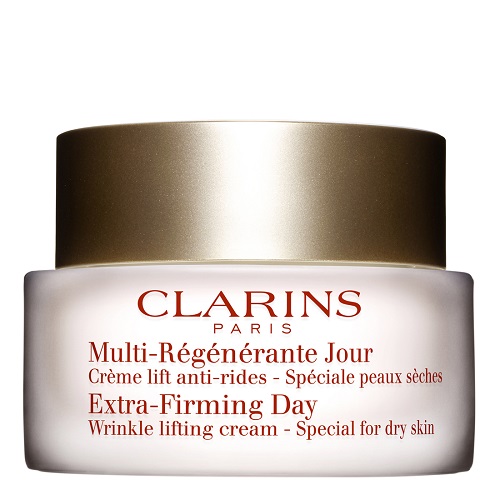 CLARINS
PARIS
Multi-Régénérante Jour
Crème lift anti-rides - Spéciale peaux sèches
Extra-Firming Day
Wrinkle lifting cream - Special for dry skin